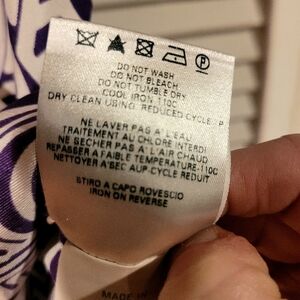 DO NOT WASH
DO NOT BLEACH
DO NOT TUMBLE DRY
COOL IRON 110C
DRY CLEAN USING REDUCED CYCLE P
NE LAVER PAS A L'EAU
TRAITEMENT AU CHLORE INTERDI
NE SECHER PAS A L'AIR CHAUD
REPASSER A FAIBLE TEMPERATURE-110C
NETTOYER A SEC AUP CYCLE REDUIT
STIRO A CAPO ROVESCIO
IRON ON REVERSE
MADE